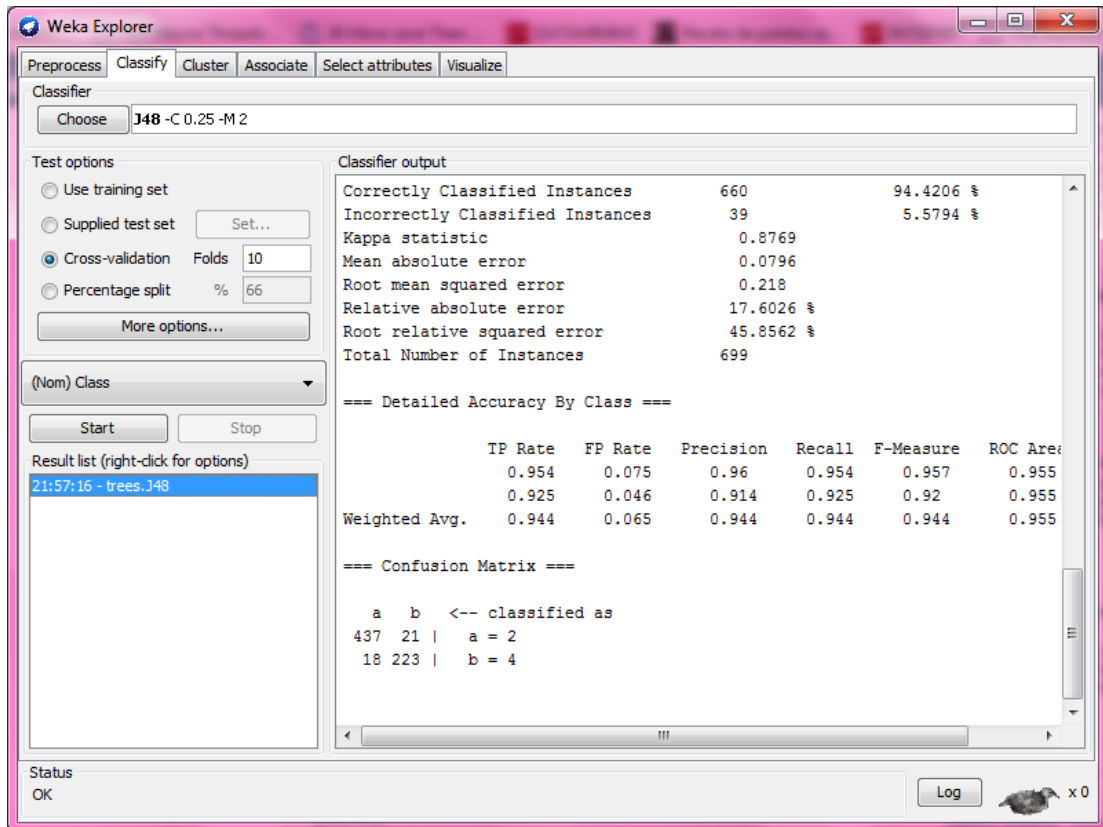 Weka Explorer
Preprocess Classify Cluster Associate Select attributes Visualize
Classifier
Choose J48 -C 0.25 -M 2
Test options
Use training set
Supplied test set Set...
Cross-validation Folds 10
Percentage split % 66
More options...
(Nom) Class
Start Stop
Result list (right-click for options)
21:57:16 - trees.J48
Classifier output
Correctly Classified Instances 660 94.4206 %
Incorrectly Classified Instances 39 5.5794 %
Kappa statistic 0.8769
Mean absolute error 0.0796
Root mean squared error 0.218
Relative absolute error 17.6026 %
Root relative squared error 45.8562 %
Total Number of Instances 699
=== Detailed Accuracy By Class ===
TP Rate FP Rate Precision Recall F-Measure ROC Area
0.954 0.075 0.96 0.954 0.957 0.955
0.925 0.046 0.914 0.925 0.92 0.955
Weighted Avg. 0.944 0.065 0.944 0.944 0.944 0.955
=== Confusion Matrix ===
a b <-- classified as
437 21 | a = 2
18 223 | b = 4
Status
OK
Log x 0